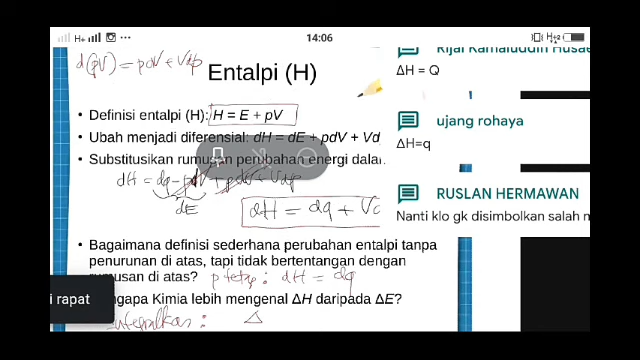 H+
14:06
d(pV) = pdV + Vdp
Entalpi (H)
• Definisi entalpi (H): H = E + pV
• Ubah menjadi diferensial: dH = dE + pdV + Vd
• Substitusikan rumusan perubahan energi dalam
dH = dq - pdV + pdV + Vdp
dE
dH = dq + Vd
• Bagaimana definisi sederhana perubahan entalpi tanpa
penurunan di atas, tapi tidak bertentangan dengan
rumusan di atas? p tetap : dH = dq
ngapa Kimia lebih mengenal ΔH daripada ΔE?
Integralkan : Δ
i rapat
Rijal Kamaluddin Husae
ΔH = Q
ujang rohaya
ΔH=q
RUSLAN HERMAWAN
Nanti klo gk disimbolkan salah m